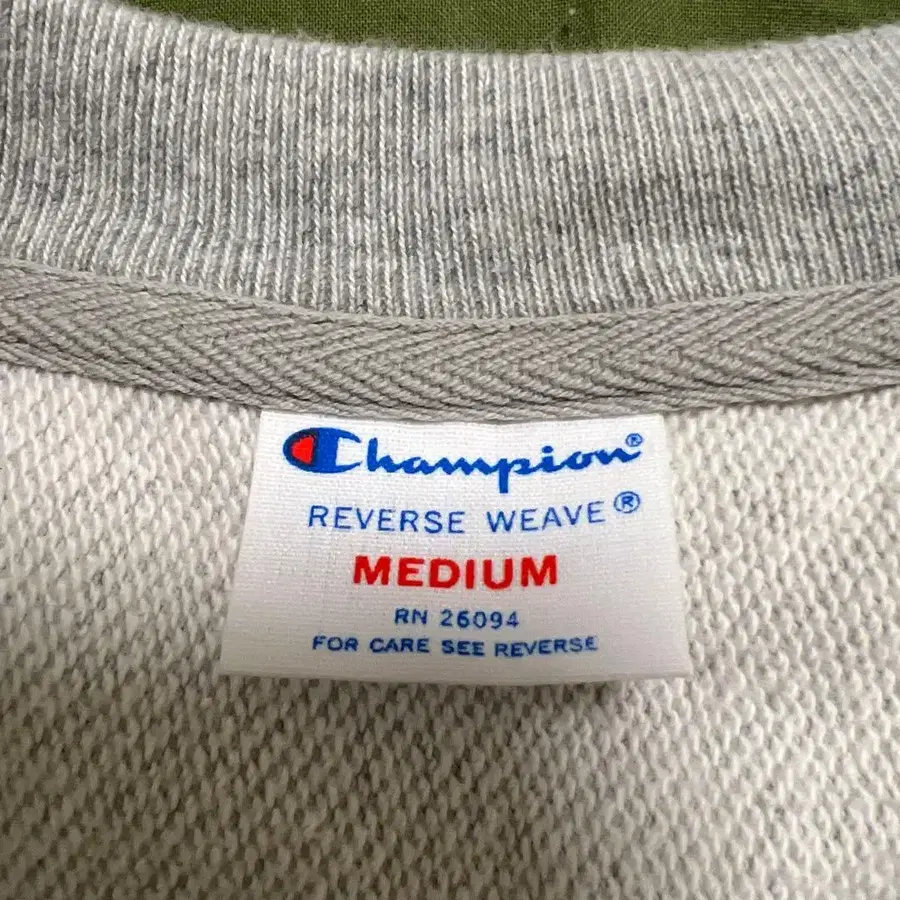 Champion®
REVERSE WEAVE®
MEDIUM
RN 26094
FOR CARE SEE REVERSE